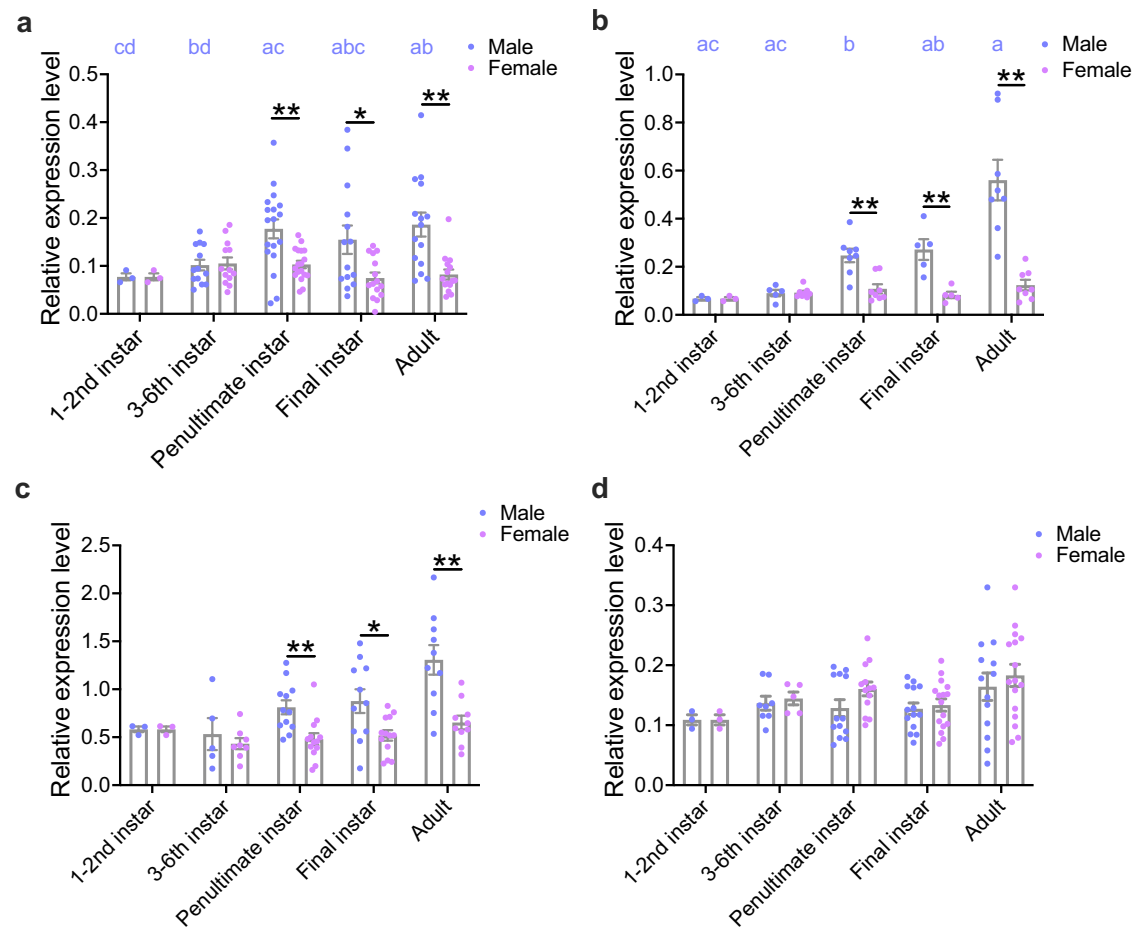 a
cd bd ac abc ab
Male
Female
Relative expression level
0.5
0.4
0.3
0.2
0.1
0.0
** * **
1-2nd instar
3-6th instar
Penultimate instar
Final instar
Adult
b
ac ac b ab a
Male
Female
Relative expression level
1.0
0.8
0.6
0.4
0.2
0.0
** ** **
1-2nd instar
3-6th instar
Penultimate instar
Final instar
Adult
c
Male
Female
Relative expression level
2.5
2.0
1.5
1.0
0.5
0.0
** * **
1-2nd instar
3-6th instar
Penultimate instar
Final instar
Adult
d
Male
Female
Relative expression level
0.4
0.3
0.2
0.1
0.0
1-2nd instar
3-6th instar
Penultimate instar
Final instar
Adult